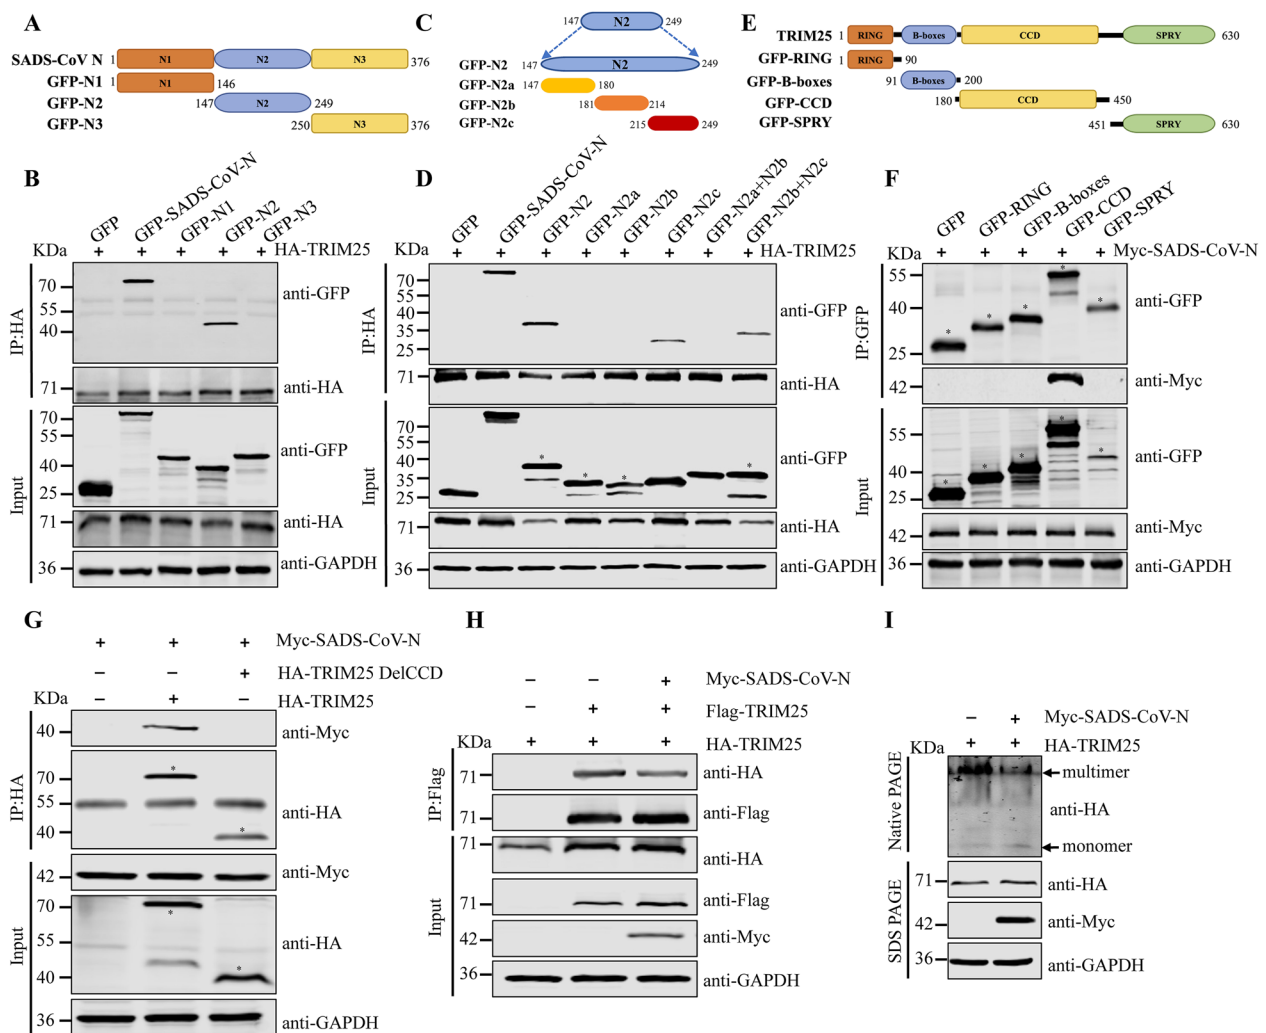 A
SADS-CoV N 1 N1 N2 N3 376
GFP-N1 N1 146
GFP-N2 147 N2 249
GFP-N3 250 N3 376
B
GFP GFP-SADS-CoV-N GFP-N1 GFP-N2 GFP-N3
KDa + + + + + HA-TRIM25
IP:HA
70
55
40
anti-GFP
71 anti-HA
Input
70
55
40
25
anti-GFP
71 anti-HA
36 anti-GAPDH
C
147 N2 249
GFP-N2 147 N2 249
GFP-N2a 147 180
GFP-N2b 181 214
GFP-N2c 215 249
D
GFP GFP-SADS-CoV-N GFP-N2 GFP-N2a GFP-N2b GFP-N2c GFP-N2a+N2b GFP-N2b+N2c
KDa + + + + + + + + HA-TRIM25
IP:HA
70
55
40
35
25
anti-GFP
71 anti-HA
Input
70
55
40
35
25
* * * *
anti-GFP
71 anti-HA
36 anti-GAPDH
E
TRIM25 1 RING B-boxes CCD SPRY 630
GFP-RING 1 RING 90
GFP-B-boxes 91 B-boxes 200
GFP-CCD 180 CCD 450
GFP-SPRY 451 SPRY 630
F
GFP GFP-RING GFP-B-boxes GFP-CCD GFP-SPRY
KDa + + + + + Myc-SADS-CoV-N
IP:GFP
55
40
25
* * * * *
anti-GFP
42 anti-Myc
Input
55
40
25
* * * * *
anti-GFP
42 anti-Myc
36 anti-GAPDH
G
+ + + Myc-SADS-CoV-N
− − + HA-TRIM25 DelCCD
KDa − + − HA-TRIM25
IP:HA
40 anti-Myc
70
55
40
* *
anti-HA
Input
42 anti-Myc
70
55
40
* *
anti-HA
36 anti-GAPDH
H
− − + Myc-SADS-CoV-N
− + + Flag-TRIM25
KDa + + + HA-TRIM25
IP:Flag
71 anti-HA
71 anti-Flag
Input
71 anti-HA
71 anti-Flag
42 anti-Myc
36 anti-GAPDH
I
− + Myc-SADS-CoV-N
KDa + + HA-TRIM25
Native PAGE
multimer
anti-HA
monomer
SDS PAGE
71 anti-HA
42 anti-Myc
36 anti-GAPDH